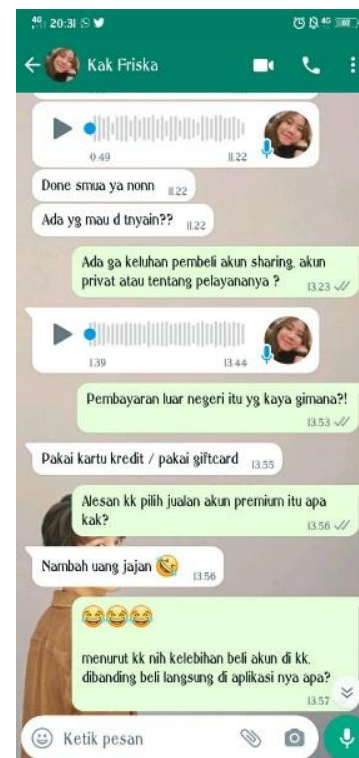 4G 20:31
4G
Kak Friska
0.49 11.22
Done smua ya nonn 11.22
Ada yg mau d tnyain?? 11.22
Ada ga keluhan pembeli akun sharing, akun
privat atau tentang pelayananya ? 13.23
1.39 13.44
Pembayaran luar negeri itu yg kaya gimana?!
13.53
Pakai kartu kredit / pakai giftcard 13.55
Alesan kk pilih jualan akun premium itu apa
kak? 13.56
Nambah uang jajan 🤣 13.56
😂😂😂
menurut kk nih kelebihan beli akun di kk,
dibanding beli langsung di aplikasi nya apa?
13.57
Ketik pesan